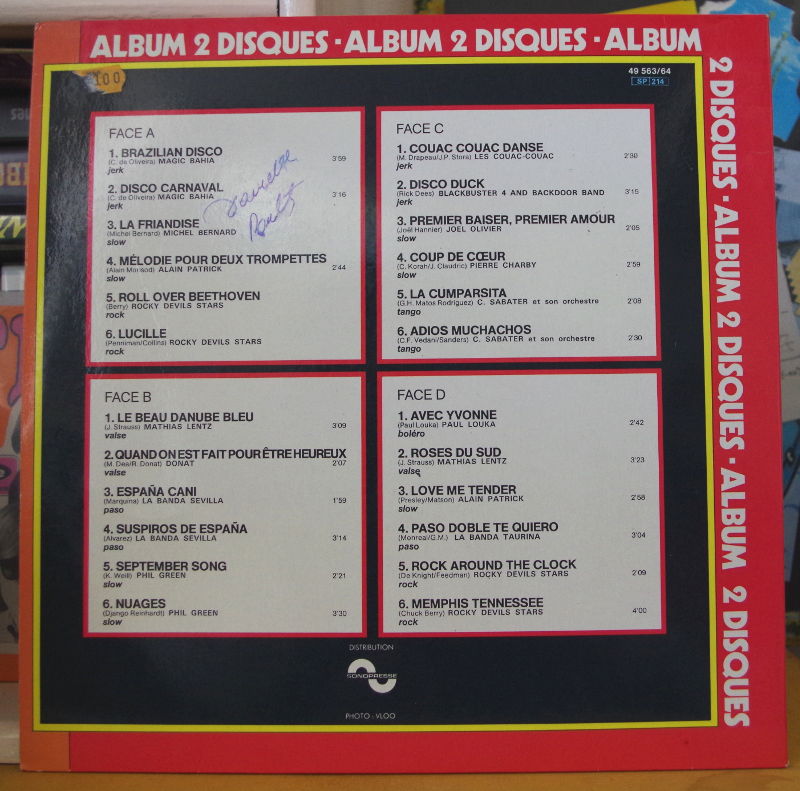 ALBUM 2 DISQUES · ALBUM 2 DISQUES · ALBUM
2 DISQUES · ALBUM 2 DISQUES · ALBUM 2 DISQUES
49 563/64
SP 214
FACE A
1. BRAZILIAN DISCO
(C. de Oliveira) MAGIC BAHIA 3'59
jerk
2. DISCO CARNAVAL
(C. de Oliveira) MAGIC BAHIA 3'16
jerk
3. LA FRIANDISE
(Michel Bernard) MICHEL BERNARD
slow
4. MÉLODIE POUR DEUX TROMPETTES
(Alain Morisod) ALAIN PATRICK 2'44
slow
5. ROLL OVER BEETHOVEN
(Berry) ROCKY DEVILS STARS
rock
6. LUCILLE
(Penniman/Collins) ROCKY DEVILS STARS
rock
FACE B
1. LE BEAU DANUBE BLEU
(J. Strauss) MATHIAS LENTZ 3'09
valse
2. QUAND ON EST FAIT POUR ÊTRE HEUREUX
(M. Dea/R. Donat) DONAT 2'07
valse
3. ESPAÑA CANI
(Marquina) LA BANDA SEVILLA 1'59
paso
4. SUSPIROS DE ESPAÑA
(Alvarez) LA BANDA SEVILLA 3'14
paso
5. SEPTEMBER SONG
(K. Weill) PHIL GREEN 2'21
slow
6. NUAGES
(Django Reinhardt) PHIL GREEN 3'30
slow
FACE C
1. COUAC COUAC DANSE
(M. Drapeau/J.P. Stora) LES COUAC-COUAC 2'30
jerk
2. DISCO DUCK
(Rick Dees) BLACKBUSTER 4 AND BACKDOOR BAND 3'15
jerk
3. PREMIER BAISER, PREMIER AMOUR
(Joël Hannier) JOEL OLIVIER 2'05
slow
4. COUP DE CŒUR
(C. Korah/J. Claudric) PIERRE CHARBY 2'59
slow
5. LA CUMPARSITA
(G.H. Matos Rodriguez) C. SABATER et son orchestre 2'08
tango
6. ADIOS MUCHACHOS
(C.F. Vedani/Sanders) C. SABATER et son orchestre 2'30
tango
FACE D
1. AVEC YVONNE
(Paul Louka) PAUL LOUKA 2'42
boléro
2. ROSES DU SUD
(J. Strauss) MATHIAS LENTZ 3'23
valse
3. LOVE ME TENDER
(Presley/Matson) ALAIN PATRICK 2'58
slow
4. PASO DOBLE TE QUIERO
(Monreal/G.M.) LA BANDA TAURINA 3'04
paso
5. ROCK AROUND THE CLOCK
(De Knight/Feedman) ROCKY DEVILS STARS 2'09
rock
6. MEMPHIS TENNESSEE
(Chuck Berry) ROCKY DEVILS STARS 4'00
rock
DISTRIBUTION
SONOPRESSE
PHOTO - VLOO